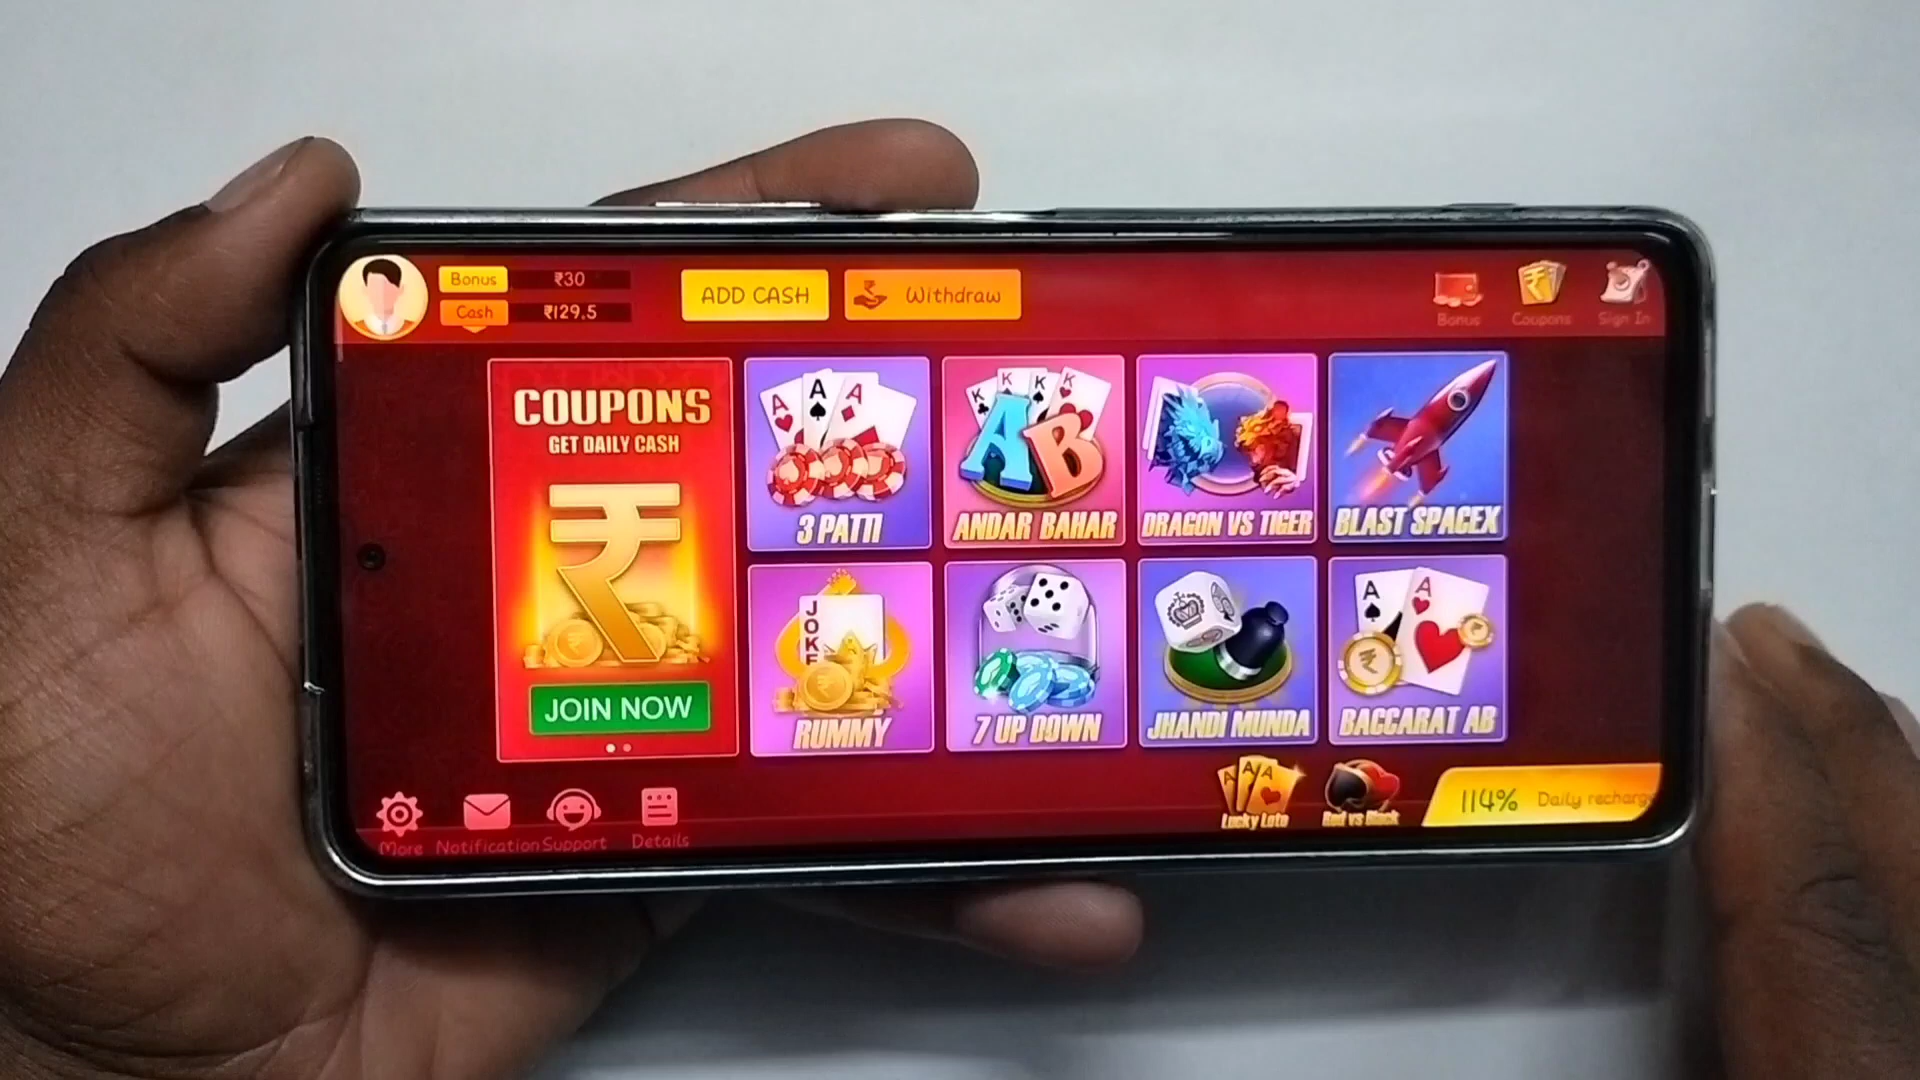 Bonus ₹30
Cash ₹129.5
ADD CASH
Withdraw
Bonus
Coupons
Sign In
COUPONS
GET DAILY CASH
₹
JOIN NOW
A A A
3 PATTI
K K K K
A B
ANDAR BAHAR
DRAGON VS TIGER
BLAST SPACEX
JOKE
RUMMY
7 UP DOWN
JHANDI MUNDA
A A
₹
BACCARAT AB
More
Notification
Support
Details
A A A
Lucky Loto
Red vs Black
114% Daily recharg